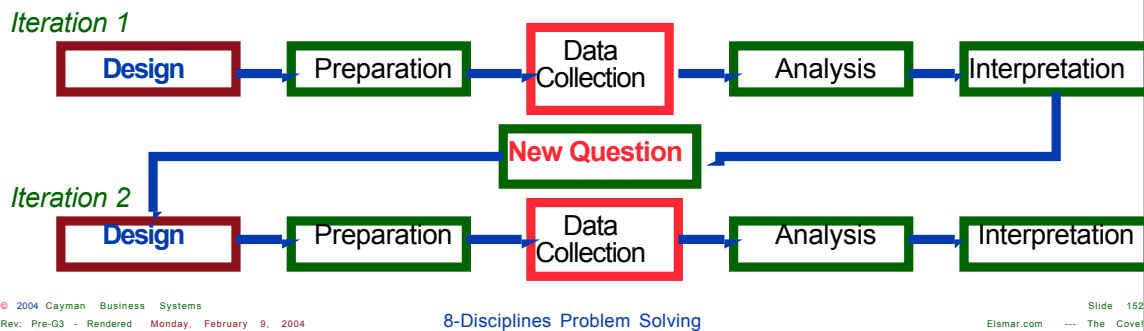 Iteration 1
Design
Preparation
Data
Collection
Analysis
Interpretation
New Question
Iteration 2
Design
Preparation
Data
Collection
Analysis
Interpretation
© 2004 Cayman Business Systems
Slide 152
Rev: Pre-G3 - Rendered Monday, February 9, 2004
8-Disciplines Problem Solving
Elsmar.com --- The Cove!